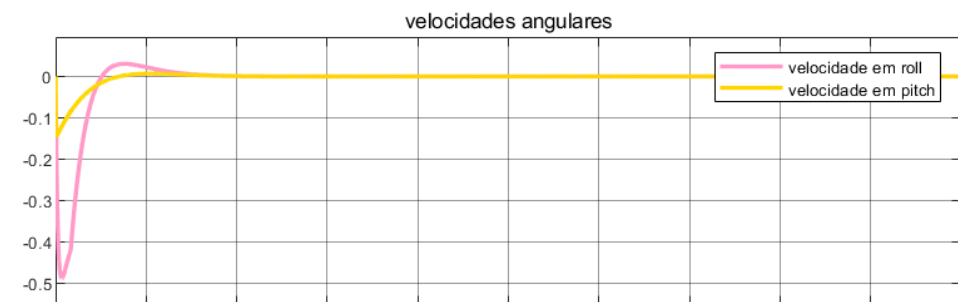 velocidades angulares
0
-0.1
-0.2
-0.3
-0.4
-0.5
velocidade em roll
velocidade em pitch